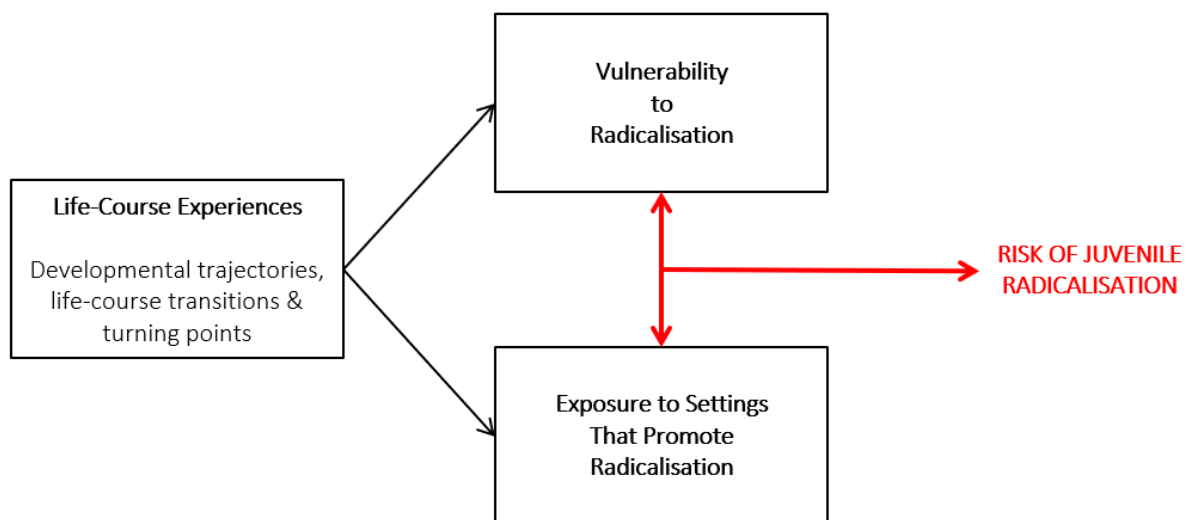 Vulnerability
to
Radicalisation
Life-Course Experiences
Developmental trajectories,
life-course transitions &
turning points
RISK OF JUVENILE
RADICALISATION
Exposure to Settings
That Promote
Radicalisation